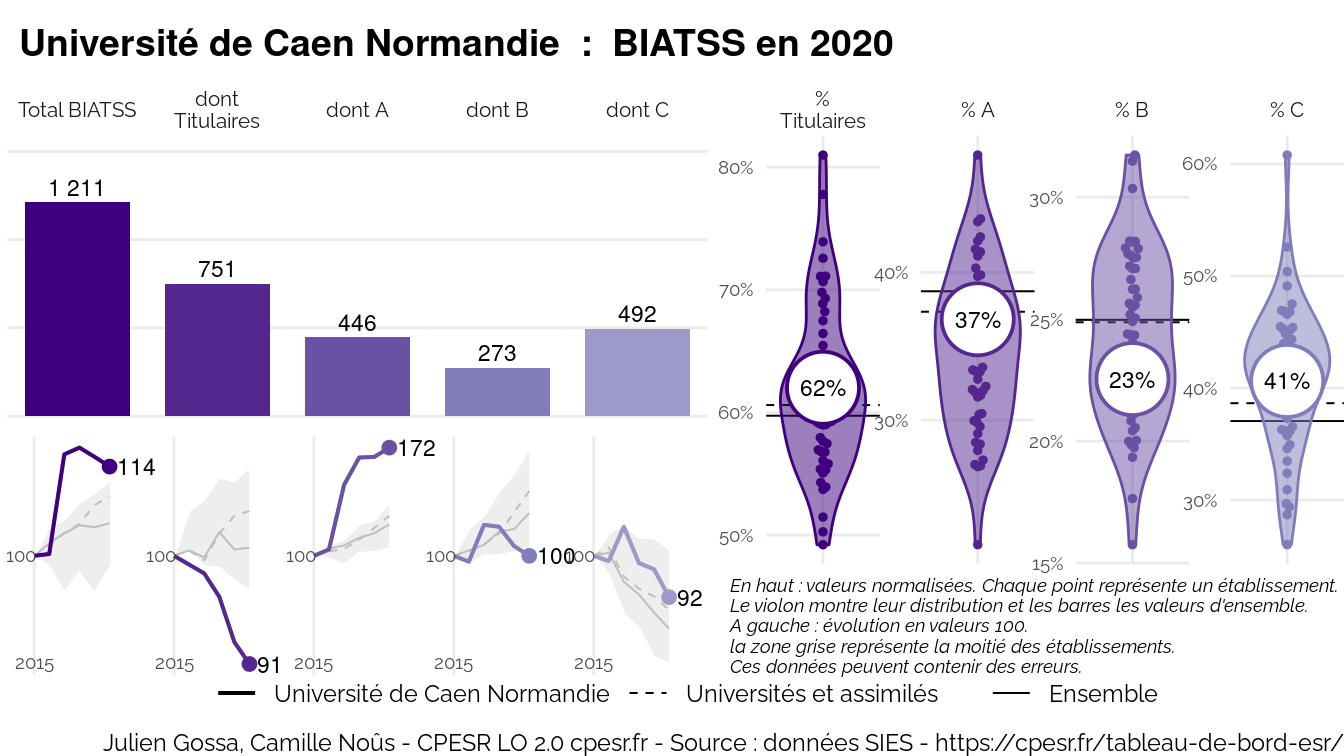 Université de Caen Normandie : BIATSS en 2020
Total BIATSS
dont
Titulaires
dont A
dont B
dont C
1 211
751
446
273
492
114
100
2015
91
100
2015
172
100
2015
100
100
2015
92
100
2015
%
Titulaires
80%
70%
60%
50%
62%
% A
40%
30%
37%
% B
30%
25%
20%
15%
23%
% C
60%
50%
40%
30%
41%
En haut : valeurs normalisées. Chaque point représente un établissement.
Le violon montre leur distribution et les barres les valeurs d'ensemble.
A gauche : évolution en valeurs 100.
la zone grise représente la moitié des établissements.
Ces données peuvent contenir des erreurs.
Université de Caen Normandie
Universités et assimilés
Ensemble
Julien Gossa, Camille Noûs - CPESR LO 2.0 cpesr.fr - Source : données SIES - https://cpesr.fr/tableau-de-bord-esr/